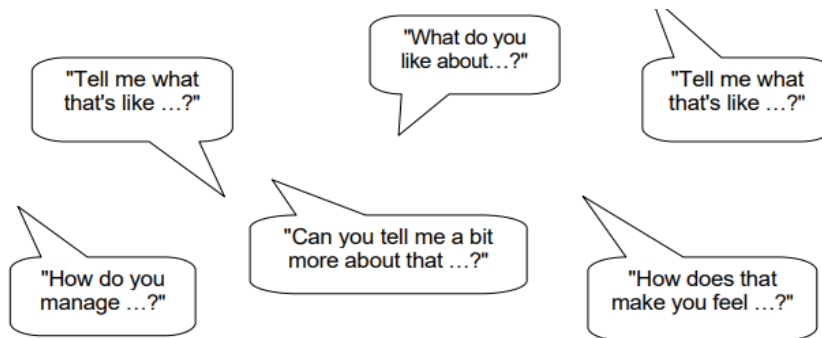 "What do you
like about…?"
"Tell me what
that's like …?"
"Tell me what
that's like …?"
"Can you tell me a bit
more about that …?"
"How do you
manage …?"
"How does that
make you feel …?"